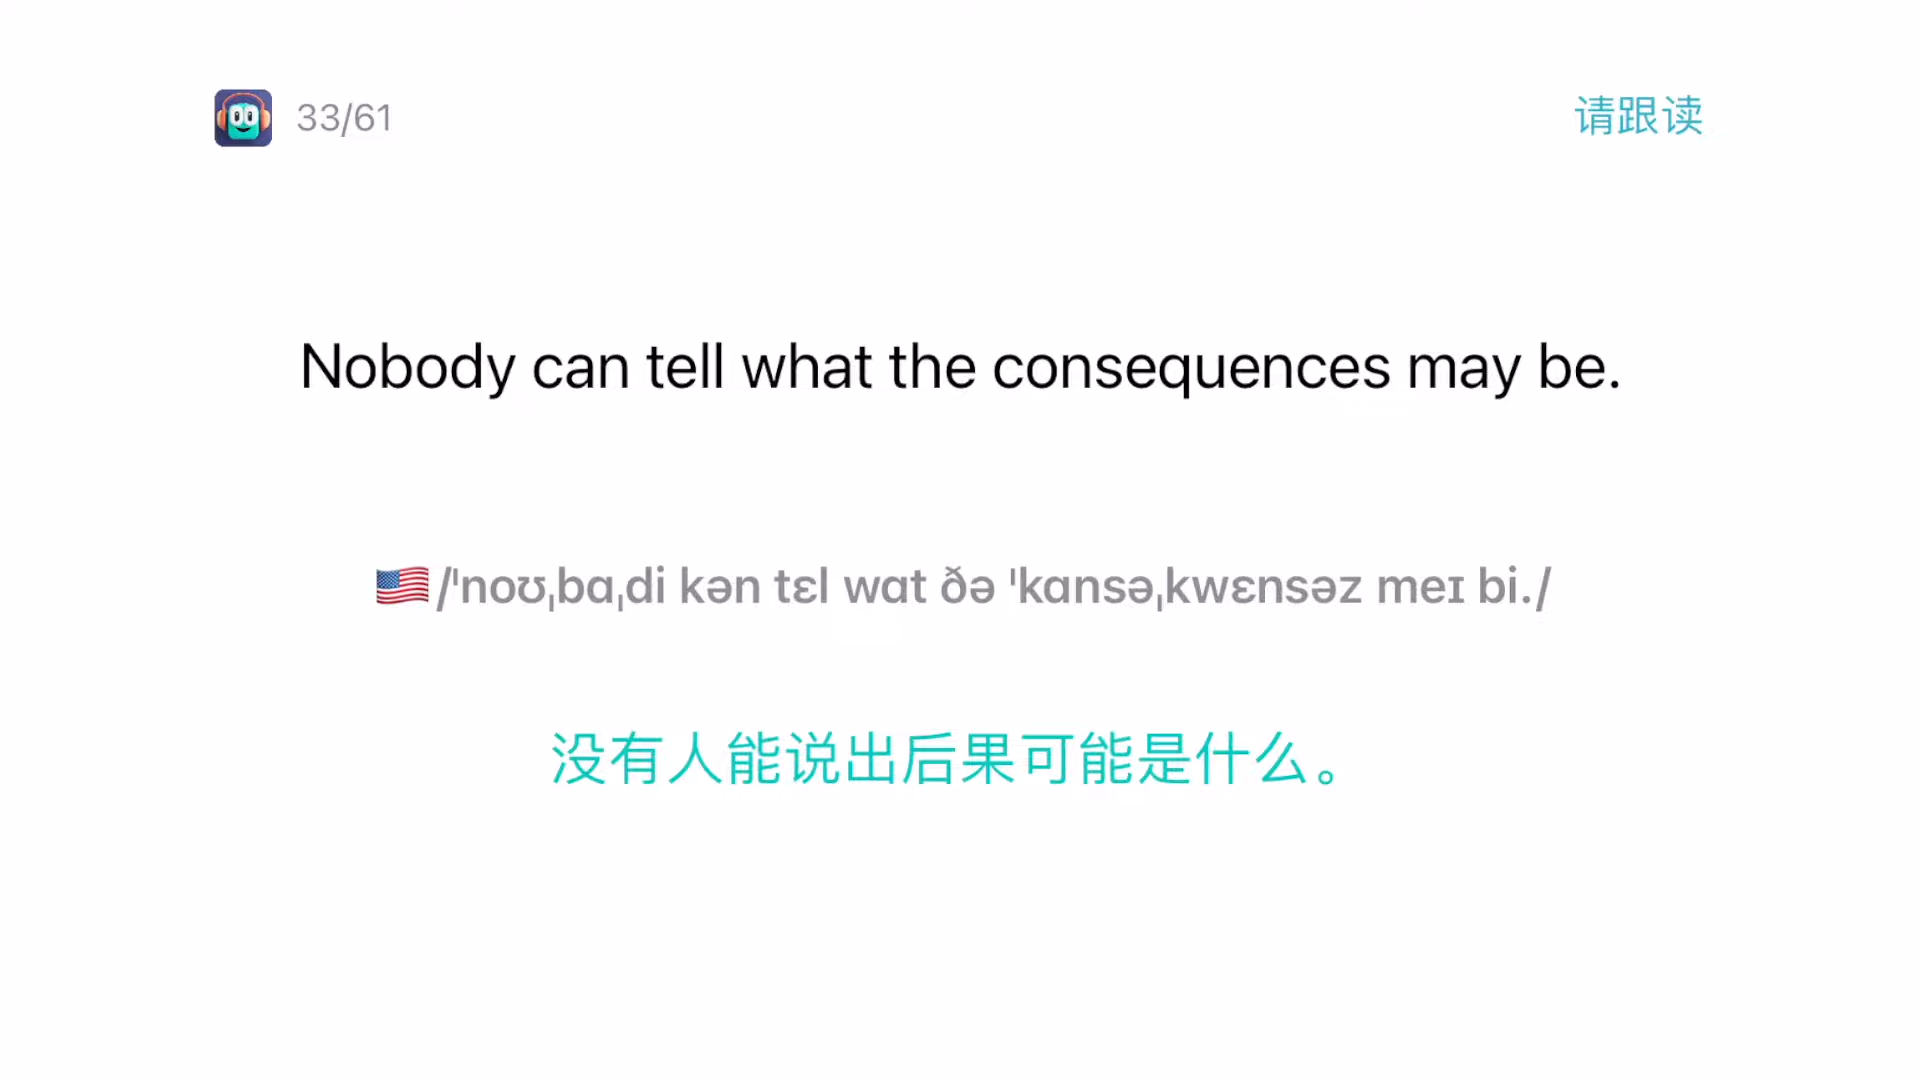 33/61
请跟读
Nobody can tell what the consequences may be.
/ˈnoʊˌbɑˌdi kən tɛl wɑt ðə ˈkɑnsəˌkwɛnsəz meɪ bi./
没有人能说出后果可能是什么。